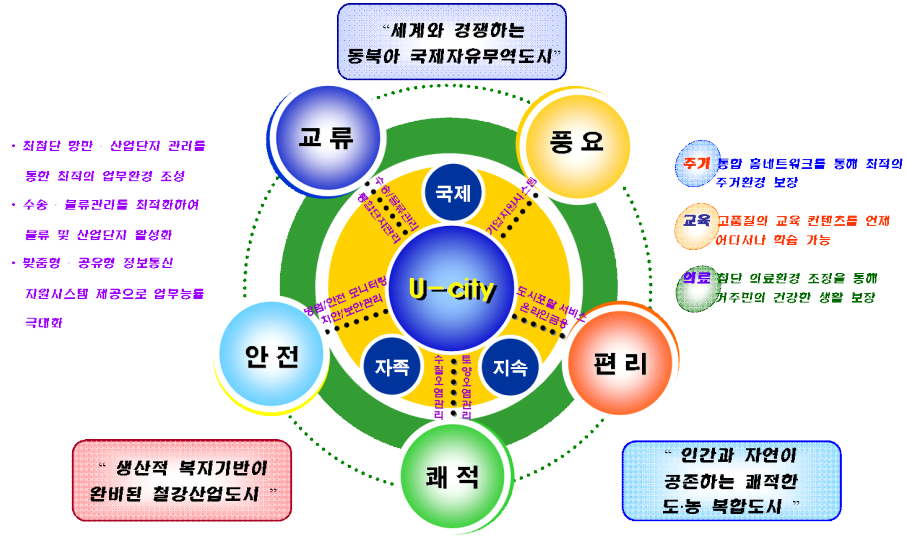 “세계와 경쟁하는
동북아 국제자유무역도시”
교 류
풍 요
• 최첨단 항만 · 산업단지 관리를
통한 최적의 업무환경 조성
• 수송 · 물류관리를 최적화하여
물류 및 산업단지 활성화
• 맞춤형 · 공유형 정보통신
지원시스템 제공으로 업무능률
극대화
주거 통합 홈네트워크를 통해 최적의
주거환경 보장
교육 고품질의 교육 컨텐츠를 언제
어디서나 학습 가능
의료 첨단 의료환경 조성을 통해
거주민의 건강한 생활 보장
국제
수송/물류관리
통합단지관리
기업지원시스템
U-city
방범/안전 모니터링
치안/보안관리
도시포탈 서비스
온라인금융
안 전
자족
지속
편 리
수질오염관리
토양오염관리
쾌 적
“ 생산적 복지기반이
완비된 철강산업도시 ”
“ 인간과 자연이
공존하는 쾌적한
도·농 복합도시 ”